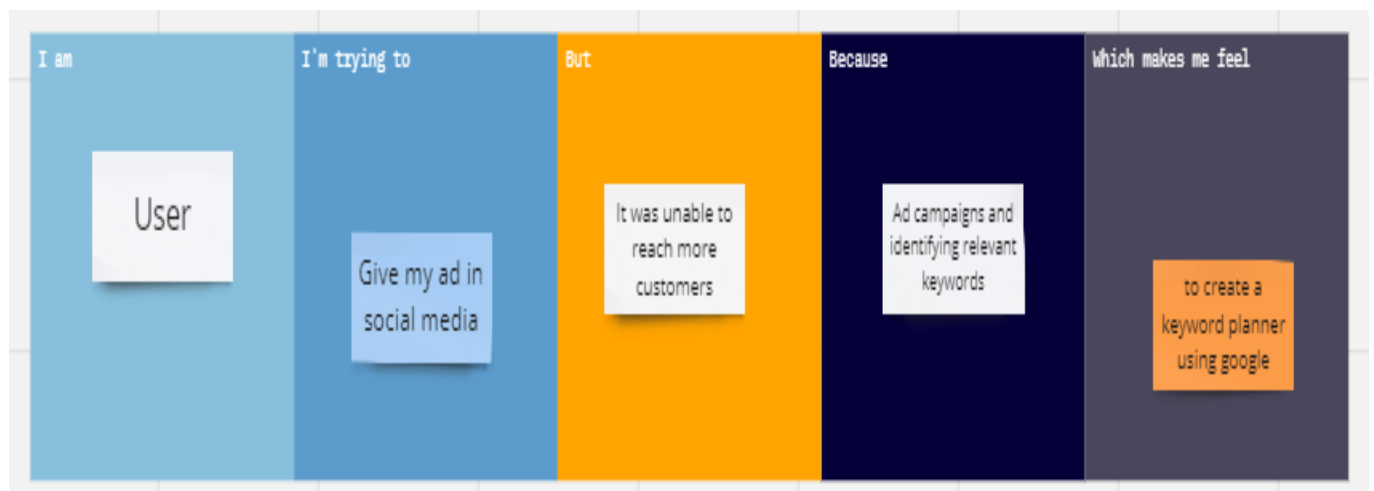 I am
I'm trying to
But
Because
Which makes me feel
User
Give my ad in
social media
It was unable to
reach more
customers
Ad campaigns and
identifying relevant
keywords
to create a
keyword planner
using google